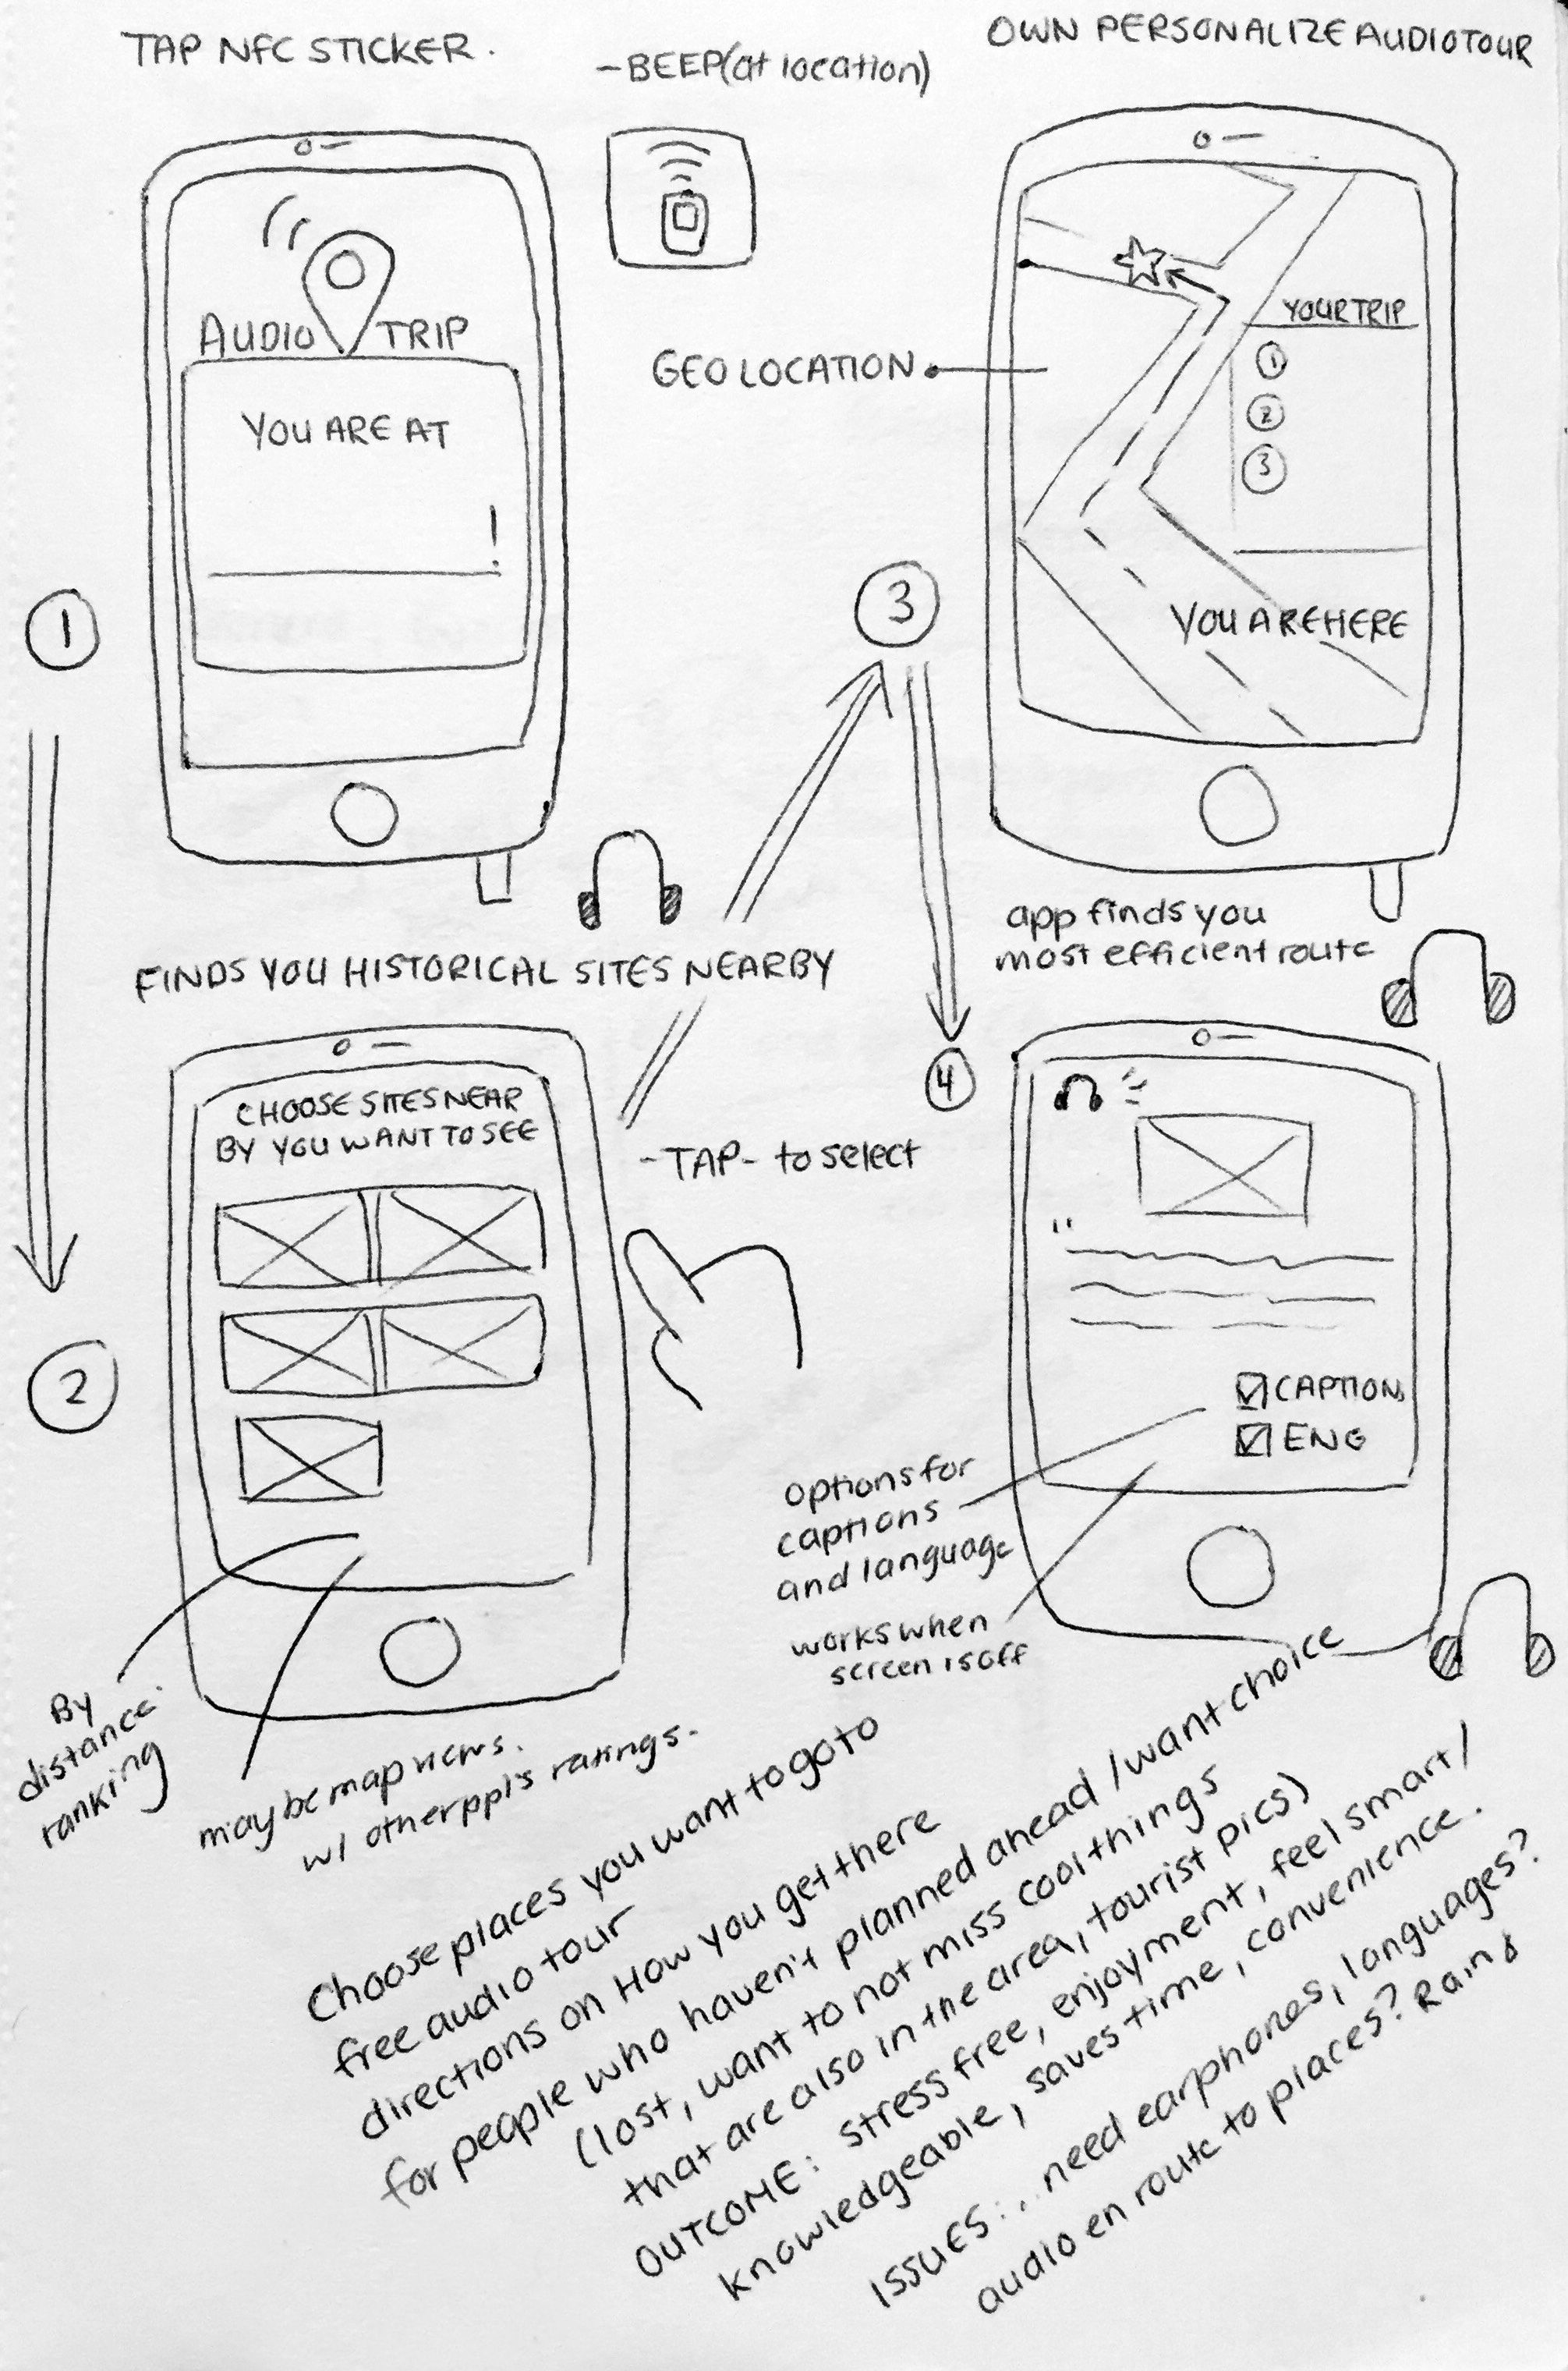 TAP NFC STICKER.
-BEEP (at location)
OWN PERSONALIZE AUDIOTOUR
AUDIO TRIP
YOU ARE AT
!
1
GEO LOCATION
YOUR TRIP
1
2
3
YOU ARE HERE
3
app finds you
most efficient route
FINDS YOU HISTORICAL SITES NEARBY
2
CHOOSE SITES NEAR
BY YOU WANT TO SEE
-TAP- to select
By
distance
ranking
maybe map views.
w/ other ppl's ratings.
4
"
CAPTION
ENG
options for
captions
and language
works when
screen is off
Choose places you want to go to
free audio tour
directions on How you get there
for people who haven't planned ahead / want choice
(lost, want to not miss cool things
that are also in the area, tourist pics)
OUTCOME: stress free, enjoyment, feel smart/
knowledgeable, saves time, convenience.
ISSUES: . need earphones, languages?
audio en route to places? Rain